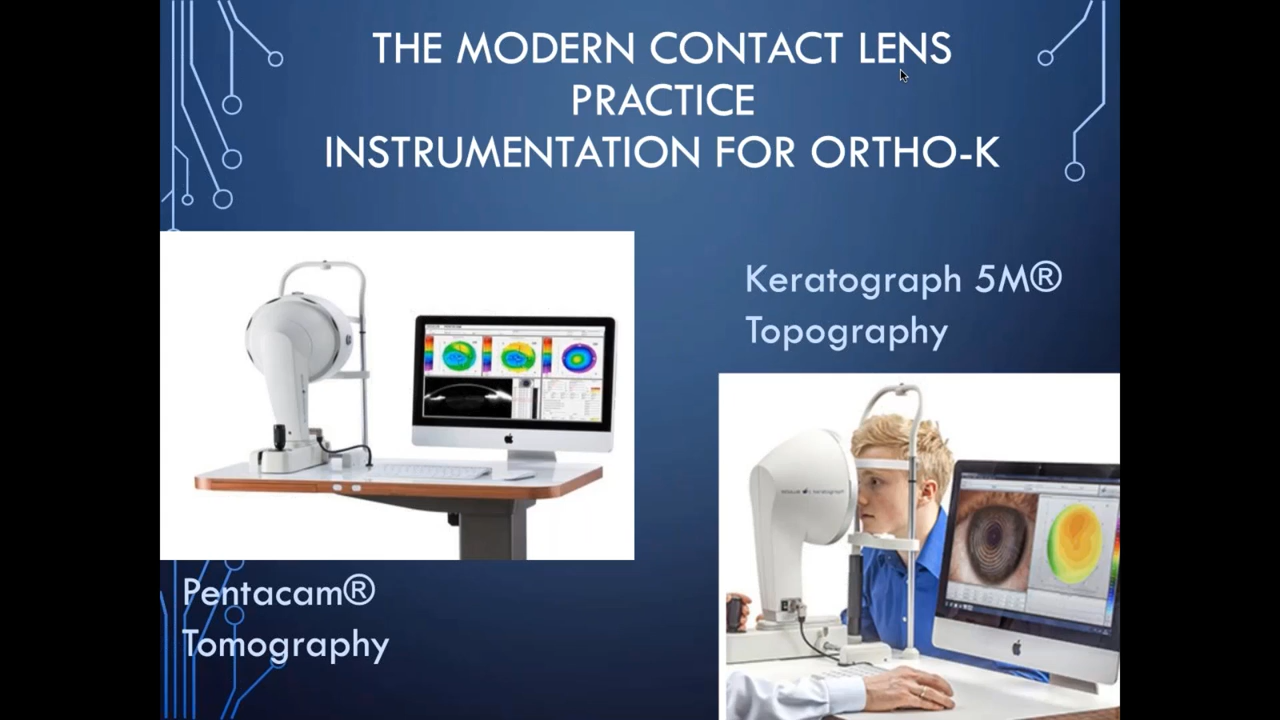 THE MODERN CONTACT LENS
PRACTICE
INSTRUMENTATION FOR ORTHO-K
Keratograph 5M®
Topography
Pentacam®
Tomography